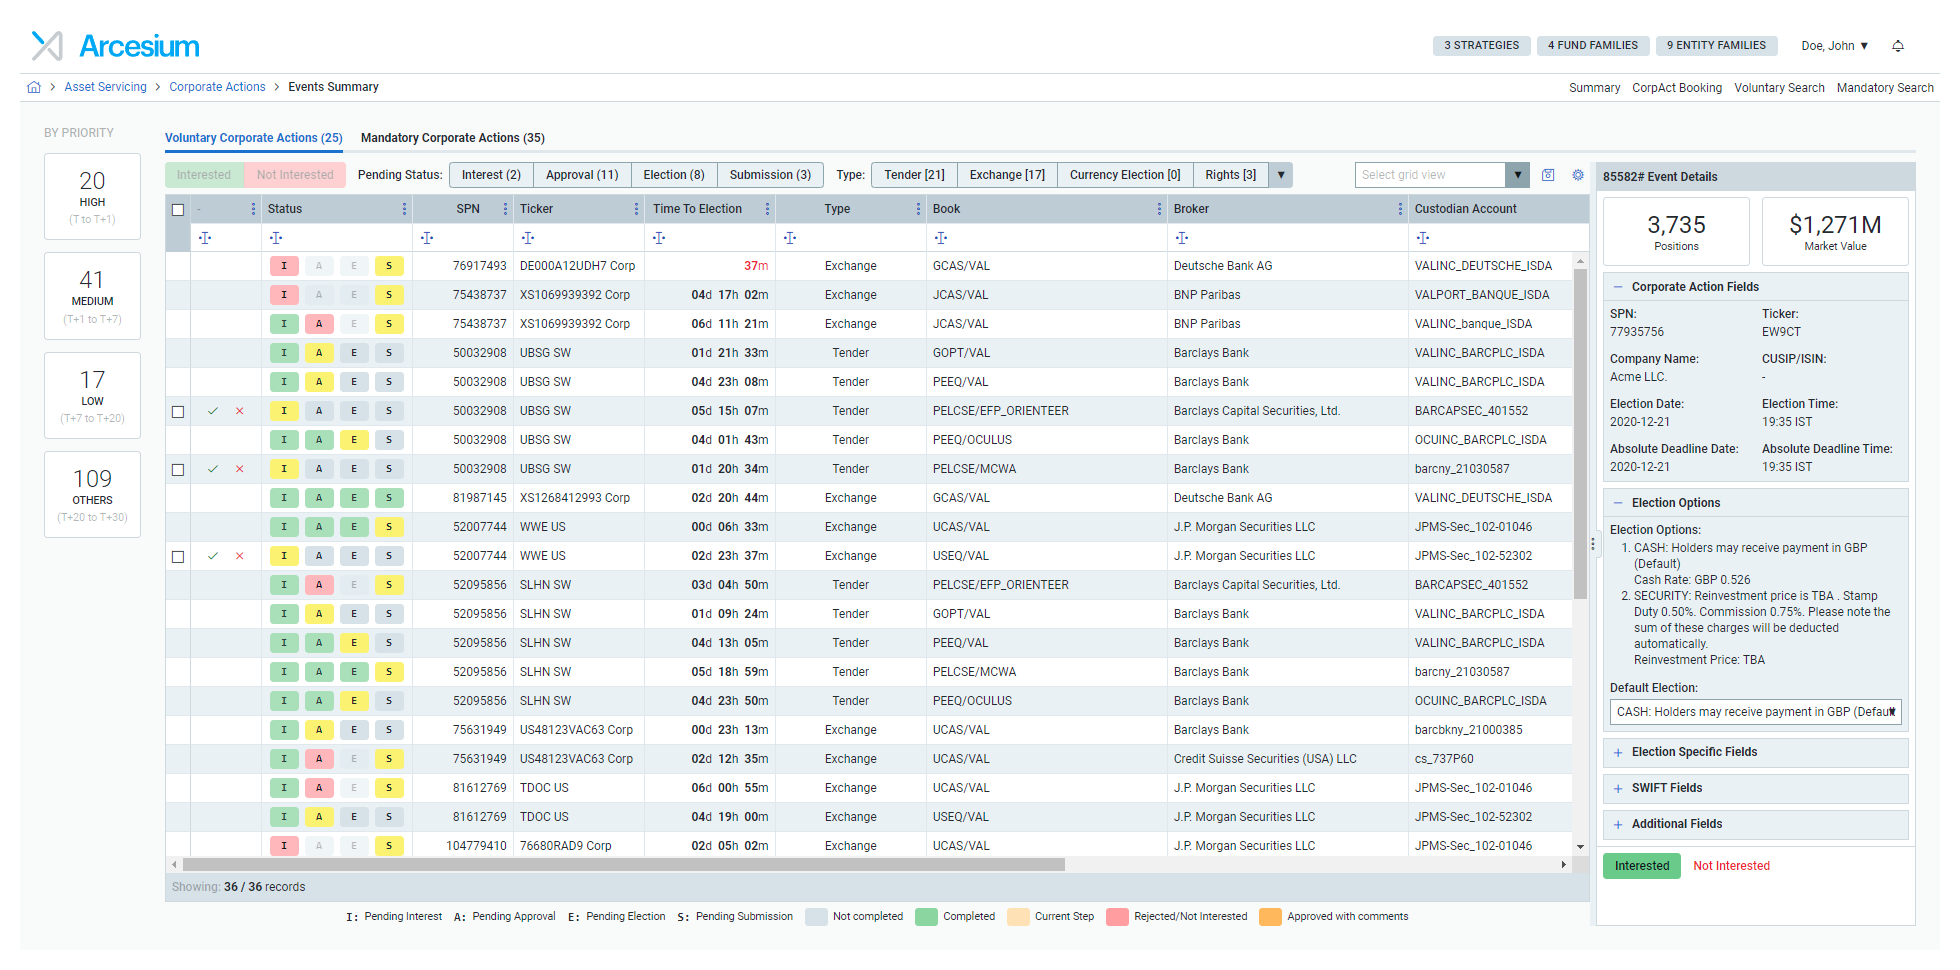 Arcesium
3 STRATEGIES 4 FUND FAMILIES 9 ENTITY FAMILIES Doe, John ▼
> Asset Servicing > Corporate Actions > Events Summary
Summary CorpAct Booking Voluntary Search Mandatory Search
BY PRIORITY
20
HIGH
(T to T+1)
41
MEDIUM
(T+1 to T+7)
17
LOW
(T+7 to T+20)
109
OTHERS
(T+20 to T+30)
Voluntary Corporate Actions (25) Mandatory Corporate Actions (35)
Interested Not Interested Pending Status: Interest (2) Approval (11) Election (8) Submission (3) Type: Tender [21] Exchange [17] Currency Election [0] Rights [3] ▼ Select grid view ▼
- Status SPN Ticker Time To Election Type Book Broker Custodian Account
I A E S 76917493 DE000A12UDH7 Corp 37m Exchange GCAS/VAL Deutsche Bank AG VALINC_DEUTSCHE_ISDA
I A E S 75438737 XS1069939392 Corp 04d 17h 02m Exchange JCAS/VAL BNP Paribas VALPORT_BANQUE_ISDA
I A E S 75438737 XS1069939392 Corp 06d 11h 21m Exchange JCAS/VAL BNP Paribas VALINC_banque_ISDA
I A E S 50032908 UBSG SW 01d 21h 33m Tender GOPT/VAL Barclays Bank VALINC_BARCPLC_ISDA
I A E S 50032908 UBSG SW 04d 23h 08m Tender PEEQ/VAL Barclays Bank VALINC_BARCPLC_ISDA
✓ × I A E S 50032908 UBSG SW 05d 15h 07m Tender PELCSE/EFP_ORIENTEER Barclays Capital Securities, Ltd. BARCAPSEC_401552
I A E S 50032908 UBSG SW 04d 01h 43m Tender PEEQ/OCULUS Barclays Bank OCUINC_BARCPLC_ISDA
✓ × I A E S 50032908 UBSG SW 01d 20h 34m Tender PELCSE/MCWA Barclays Bank barcny_21030587
I A E S 81987145 XS1268412993 Corp 02d 20h 44m Exchange GCAS/VAL Deutsche Bank AG VALINC_DEUTSCHE_ISDA
I A E S 52007744 WWE US 00d 06h 33m Exchange UCAS/VAL J.P. Morgan Securities LLC JPMS-Sec_102-01046
✓ × I A E S 52007744 WWE US 02d 23h 37m Exchange USEQ/VAL J.P. Morgan Securities LLC JPMS-Sec_102-52302
I A E S 52095856 SLHN SW 03d 04h 50m Tender PELCSE/EFP_ORIENTEER Barclays Capital Securities, Ltd. BARCAPSEC_401552
I A E S 52095856 SLHN SW 01d 09h 24m Tender GOPT/VAL Barclays Bank VALINC_BARCPLC_ISDA
I A E S 52095856 SLHN SW 04d 13h 05m Tender PEEQ/VAL Barclays Bank VALINC_BARCPLC_ISDA
I A E S 52095856 SLHN SW 05d 18h 59m Tender PELCSE/MCWA Barclays Bank barcny_21030587
I A E S 52095856 SLHN SW 04d 23h 50m Tender PEEQ/OCULUS Barclays Bank OCUINC_BARCPLC_ISDA
I A E S 75631949 US48123VAC63 Corp 00d 23h 13m Exchange UCAS/VAL Barclays Bank barcbkny_21000385
I A E S 75631949 US48123VAC63 Corp 02d 12h 35m Exchange UCAS/VAL Credit Suisse Securities (USA) LLC cs_737P60
I A E S 81612769 TDOC US 06d 00h 55m Exchange UCAS/VAL J.P. Morgan Securities LLC JPMS-Sec_102-01046
I A E S 81612769 TDOC US 04d 19h 00m Exchange USEQ/VAL J.P. Morgan Securities LLC JPMS-Sec_102-52302
I A E S 104779410 76680RAD9 Corp 02d 05h 02m Exchange UCAS/VAL J.P. Morgan Securities LLC JPMS-Sec_102-01046
Showing: 36 / 36 records
I: Pending Interest A: Pending Approval E: Pending Election S: Pending Submission Not completed Completed Current Step Rejected/Not Interested Approved with comments
85582# Event Details
3,735 $1,271M
Positions Market Value
− Corporate Action Fields
SPN: Ticker:
77935756 EW9CT
Company Name: CUSIP/ISIN:
Acme LLC. -
Election Date: Election Time:
2020-12-21 19:35 IST
Absolute Deadline Date: Absolute Deadline Time:
2020-12-21 19:35 IST
− Election Options
Election Options:
1. CASH: Holders may receive payment in GBP
(Default)
Cash Rate: GBP 0.526
2. SECURITY: Reinvestment price is TBA . Stamp
Duty 0.50%. Commission 0.75%. Please note the
sum of these charges will be deducted
automatically.
Reinvestment Price: TBA
Default Election:
CASH: Holders may receive payment in GBP (Default
+ Election Specific Fields
+ SWIFT Fields
+ Additional Fields
Interested Not Interested